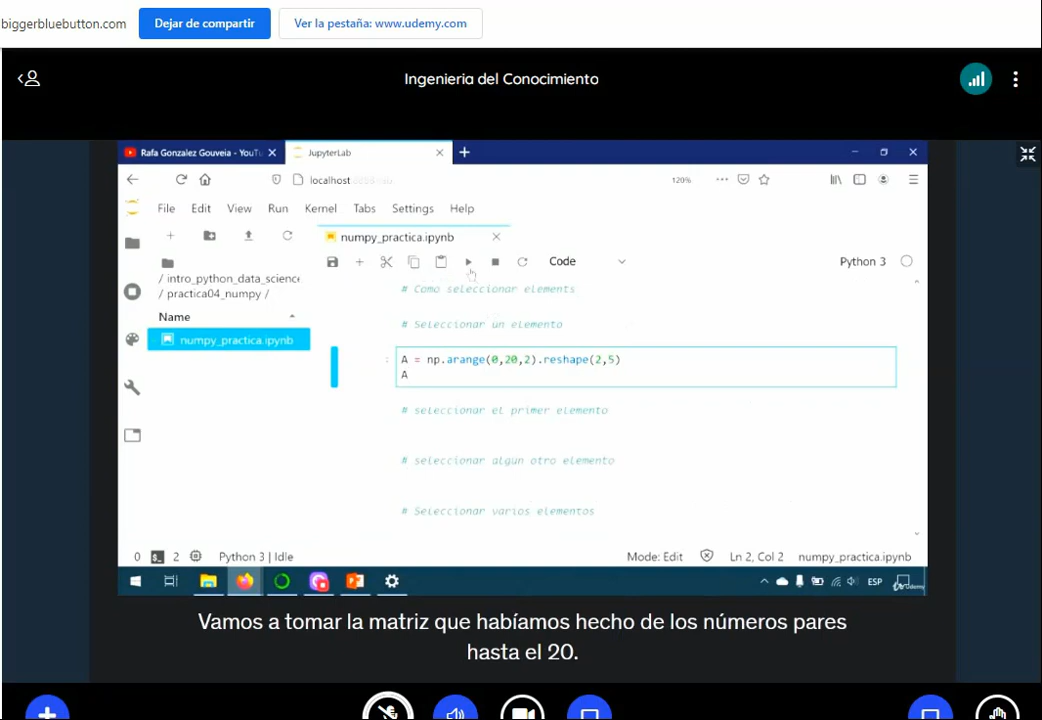 biggerbluebutton.com
Dejar de compartir
Ver la pestaña: www.udemy.com
Ingenieria del Conocimiento
Rafa Gonzalez Gouveia - YouTu
JupyterLab
localhost
120%
File Edit View Run Kernel Tabs Settings Help
numpy_practica.ipynb
Code
Python 3
/ intro_python_data_science
/ practica04_numpy /
Name
numpy_practica.ipynb
# Como seleccionar elements
# Seleccionar un elemento
A = np.arange(0,20,2).reshape(2,5)
A
# seleccionar el primer elemento
# seleccionar algun otro elemento
# Seleccionar varios elementos
0 2 Python 3 | Idle
Mode: Edit Ln 2, Col 2 numpy_practica.ipynb
ESP
Udemy
Vamos a tomar la matriz que habíamos hecho de los números pares
hasta el 20.